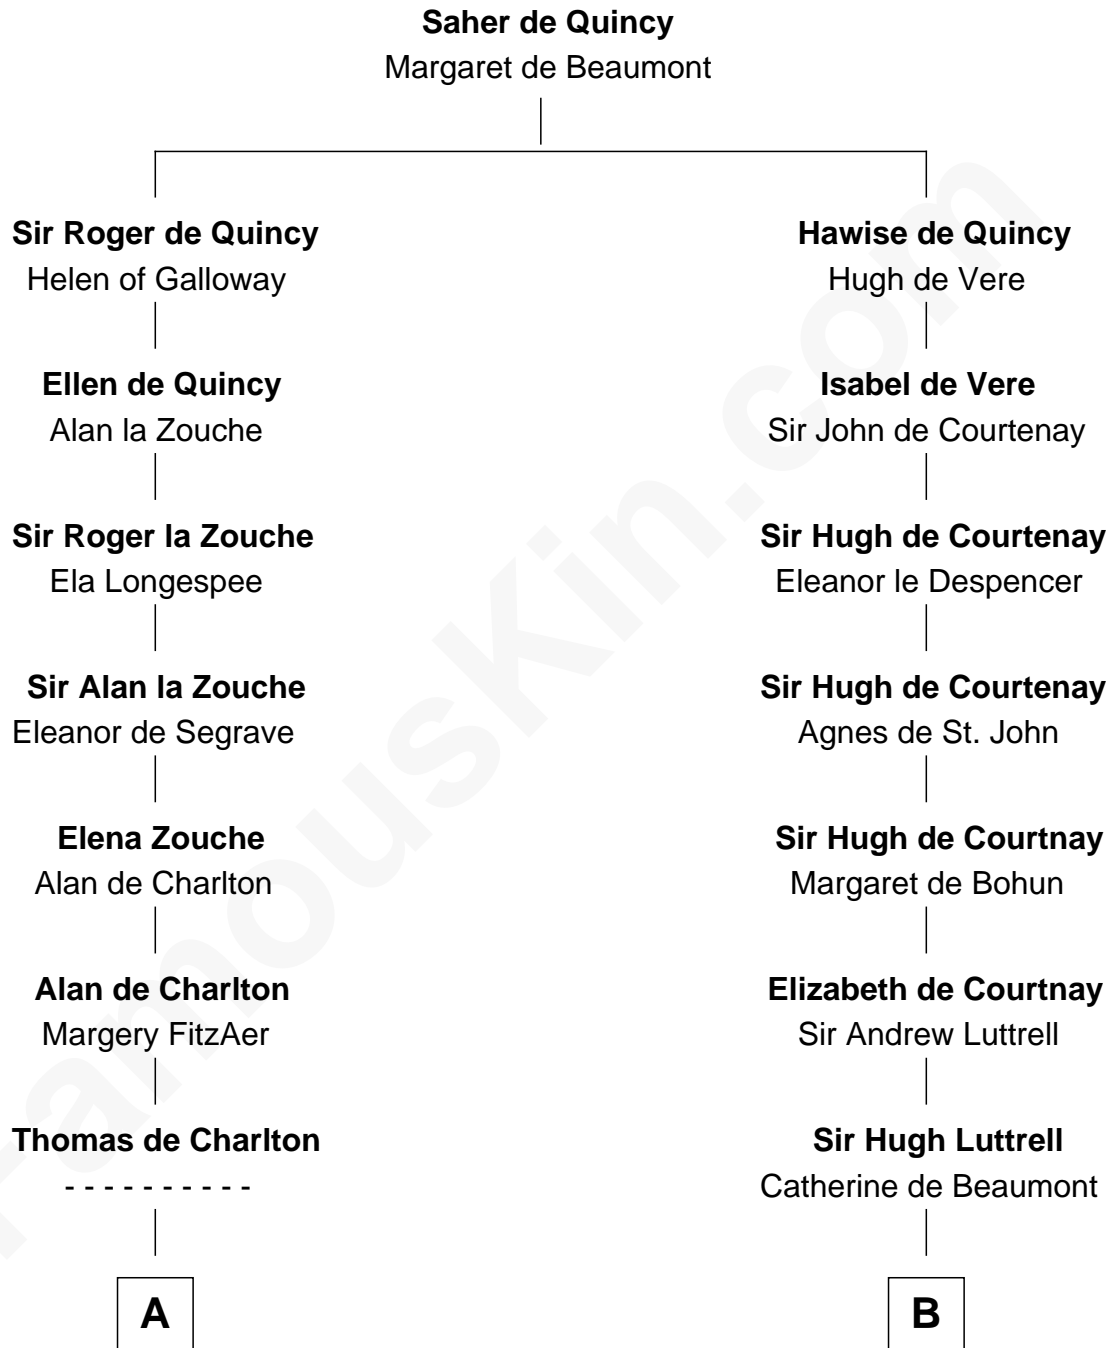 Saher de Quincy
Margaret de Beaumont
Sir Roger de Quincy
Helen of Galloway
Hawise de Quincy
Hugh de Vere
Ellen de Quincy
Alan la Zouche
Isabel de Vere
Sir John de Courtenay
Sir Roger la Zouche
Ela Longespee
Sir Hugh de Courtenay
Eleanor le Despencer
Sir Alan la Zouche
Eleanor de Segrave
Sir Hugh de Courtenay
Agnes de St. John
Elena Zouche
Alan de Charlton
Sir Hugh de Courtnay
Margaret de Bohun
Alan de Charlton
Margery FitzAer
Elizabeth de Courtnay
Sir Andrew Luttrell
Thomas de Charlton
- - - - - - - - - -
Sir Hugh Luttrell
Catherine de Beaumont
A
B
FamousKin.com